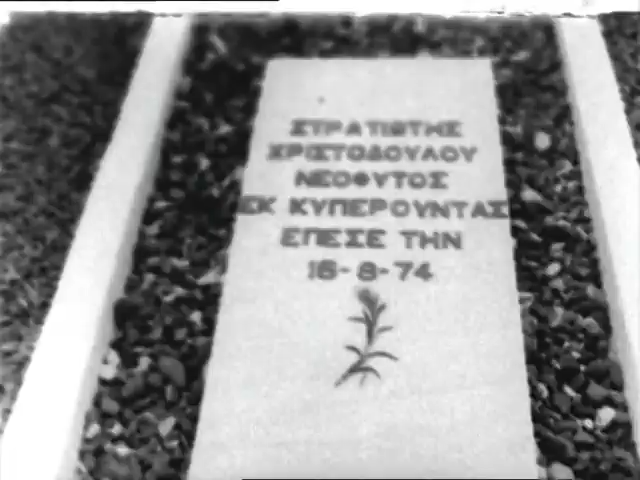 ΣΤΡΑΤΙΩΤΗΣ
ΧΡΙΣΤΟΔΟΥΛΟΥ
ΝΕΟΦΥΤΟΣ
ΕΚ ΚΥΠΕΡΟΥΝΤΑΣ
ΕΠΕΣΕ ΤΗΝ
16-8-74